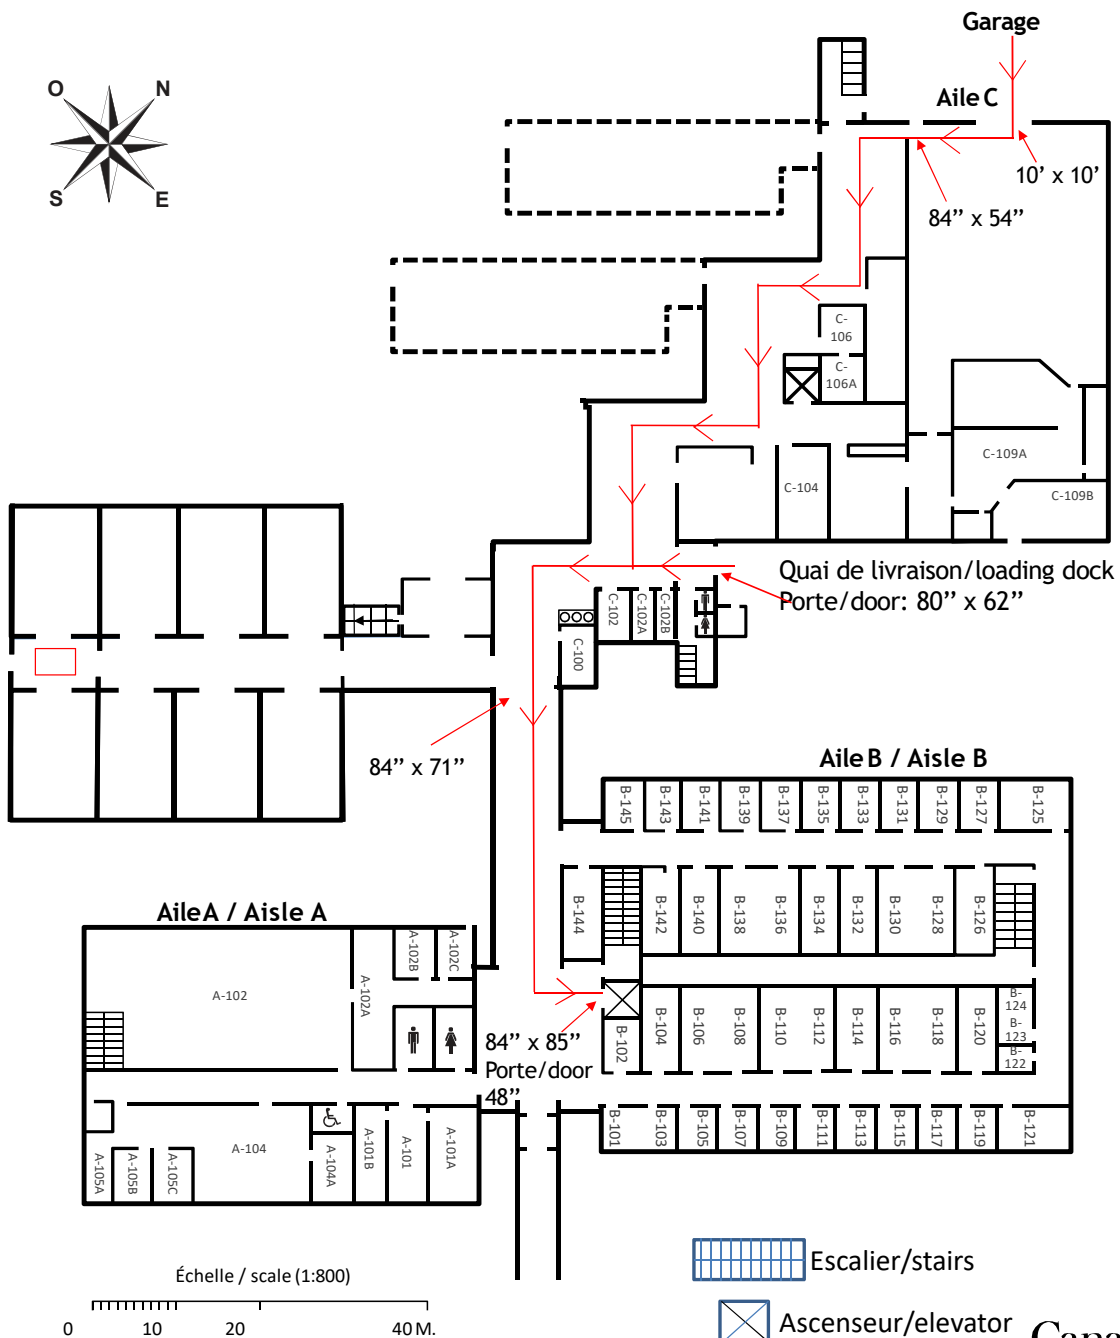 Garage
O N
Aile C
S E
10’ x 10’
84” x 54”
C-
106
C-
106A
C-109A
C-104
C-109B
Quai de livraison/loading dock
Porte/door: 80” x 62”
C-102
C-102A
C-102B
C-100
84” x 71”
Aile B / Aisle B
B-145
B-143
B-141
B-139
B-137
B-135
B-133
B-131
B-129
B-127
B-125
B-144
B-142
B-140
B-138
B-136
B-134
B-132
B-130
B-128
B-126
Aile A / Aisle A
A-102B
A-102C
A-102
A-102A
B-102
B-104
B-106
B-108
B-110
B-112
B-114
B-116
B-118
B-120
B-
124
B-
123
B-
122
84” x 85”
Porte/door
48”
B-101
B-103
B-105
B-107
B-109
B-111
B-113
B-115
B-117
B-119
B-121
A-104
A-105A
A-105B
A-105C
A-104A
A-101B
A-101
A-101A
Échelle / scale (1:800)
0 10 20 40 M.
Escalier/stairs
Ascenseur/elevator